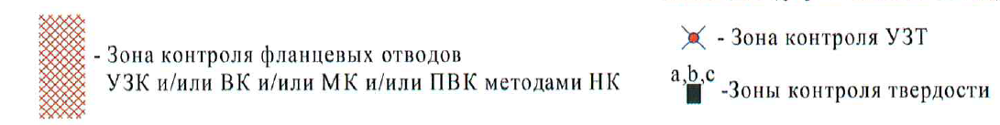 - Зона контроля фланцевых отводов
УЗК и/или ВК и/или МК и/или ПВК методами НК
- Зона контроля УЗТ
a,b,c
-Зоны контроля твердости